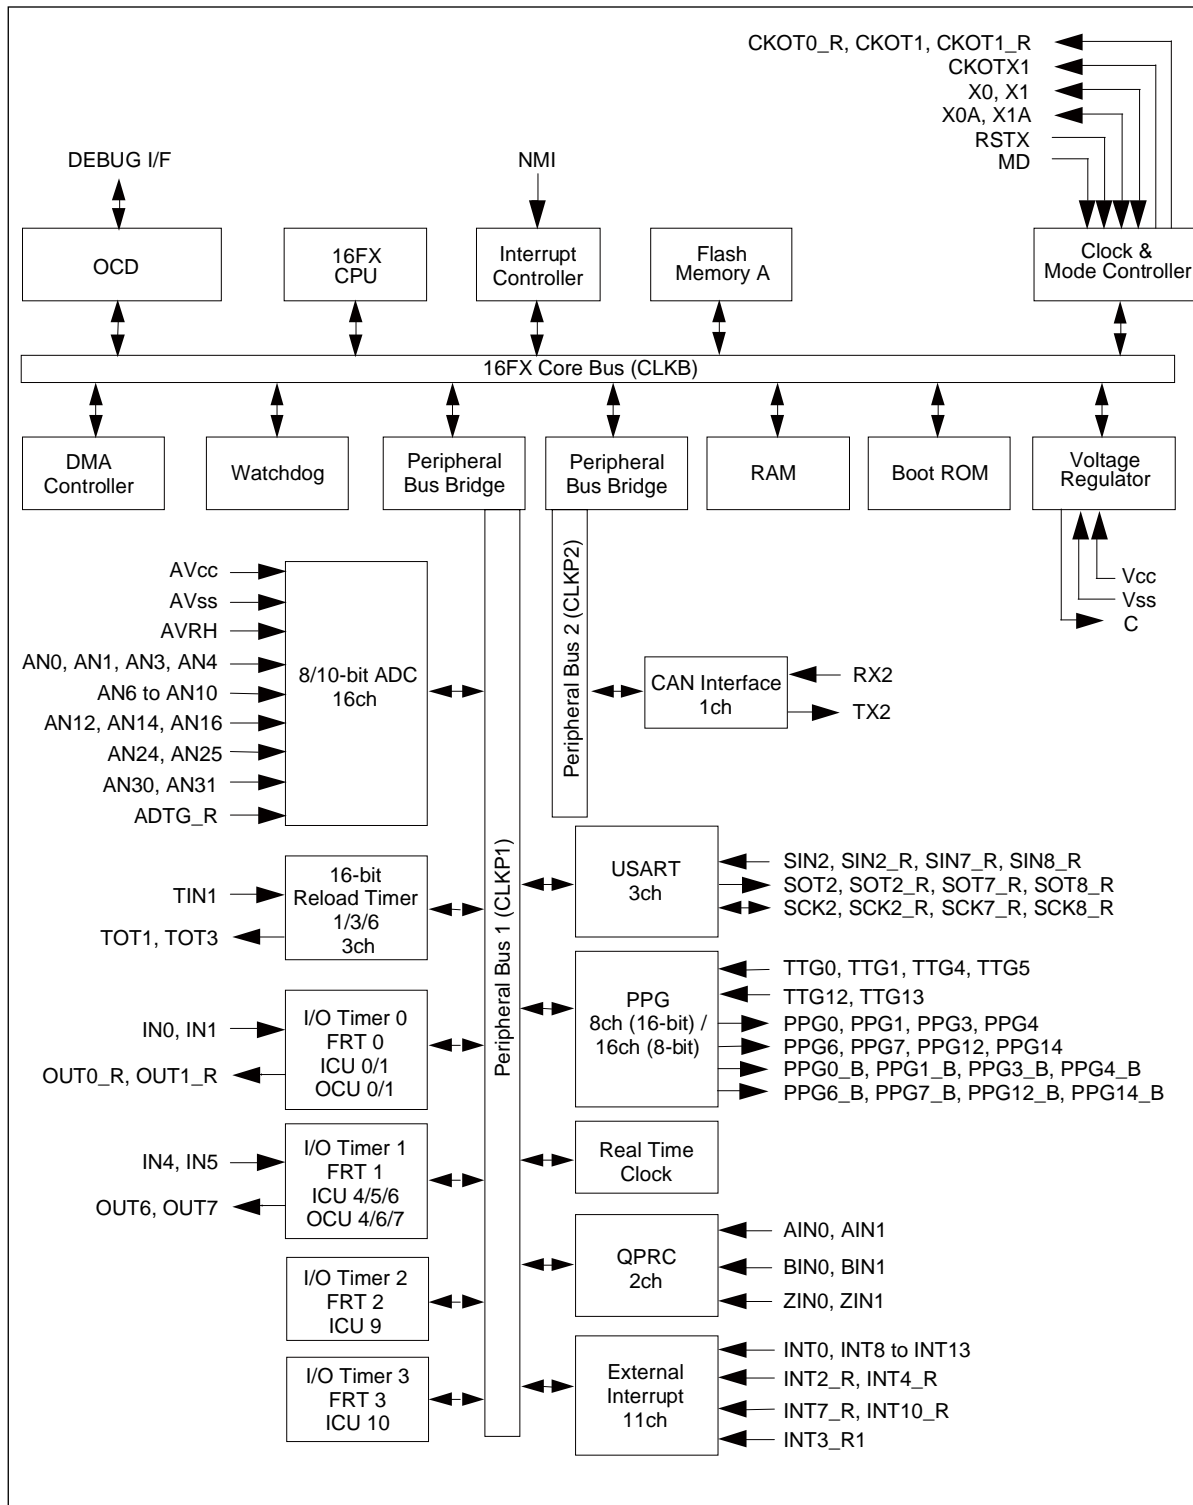 CKOT0_R, CKOT1, CKOT1_R
CKOTX1
X0, X1
X0A, X1A
RSTX
MD
DEBUG I/F
NMI
OCD
16FX
CPU
Interrupt
Controller
Flash
Memory A
Clock &
Mode Controller
16FX Core Bus (CLKB)
DMA
Controller
Watchdog
Peripheral
Bus Bridge
Peripheral
Bus Bridge
RAM
Boot ROM
Voltage
Regulator
Vcc
Vss
C
Peripheral Bus 1 (CLKP1)
Peripheral Bus 2 (CLKP2)
AVcc
AVss
AVRH
AN0, AN1, AN3, AN4
AN6 to AN10
AN12, AN14, AN16
AN24, AN25
AN30, AN31
ADTG_R
8/10-bit ADC
16ch
CAN Interface
1ch
RX2
TX2
TIN1
TOT1, TOT3
16-bit
Reload Timer
1/3/6
3ch
USART
3ch
SIN2, SIN2_R, SIN7_R, SIN8_R
SOT2, SOT2_R, SOT7_R, SOT8_R
SCK2, SCK2_R, SCK7_R, SCK8_R
IN0, IN1
OUT0_R, OUT1_R
I/O Timer 0
FRT 0
ICU 0/1
OCU 0/1
PPG
8ch (16-bit) /
16ch (8-bit)
TTG0, TTG1, TTG4, TTG5
TTG12, TTG13
PPG0, PPG1, PPG3, PPG4
PPG6, PPG7, PPG12, PPG14
PPG0_B, PPG1_B, PPG3_B, PPG4_B
PPG6_B, PPG7_B, PPG12_B, PPG14_B
IN4, IN5
OUT6, OUT7
I/O Timer 1
FRT 1
ICU 4/5/6
OCU 4/6/7
Real Time
Clock
I/O Timer 2
FRT 2
ICU 9
QPRC
2ch
AIN0, AIN1
BIN0, BIN1
ZIN0, ZIN1
I/O Timer 3
FRT 3
ICU 10
External
Interrupt
11ch
INT0, INT8 to INT13
INT2_R, INT4_R
INT7_R, INT10_R
INT3_R1